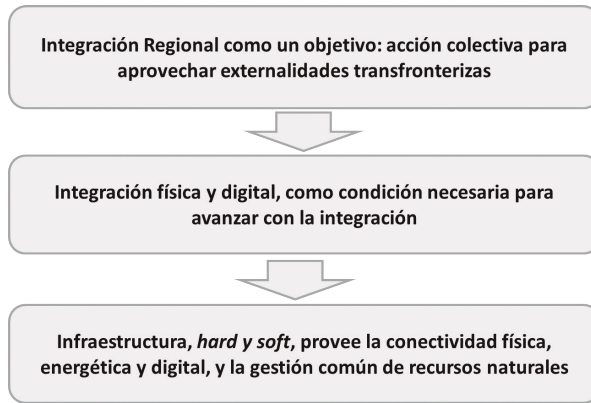 Integración Regional como un objetivo: acción colectiva para
aprovechar externalidades transfronterizas
Integración física y digital, como condición necesaria para
avanzar con la integración
Infraestructura, hard y soft, provee la conectividad física,
energética y digital, y la gestión común de recursos naturales